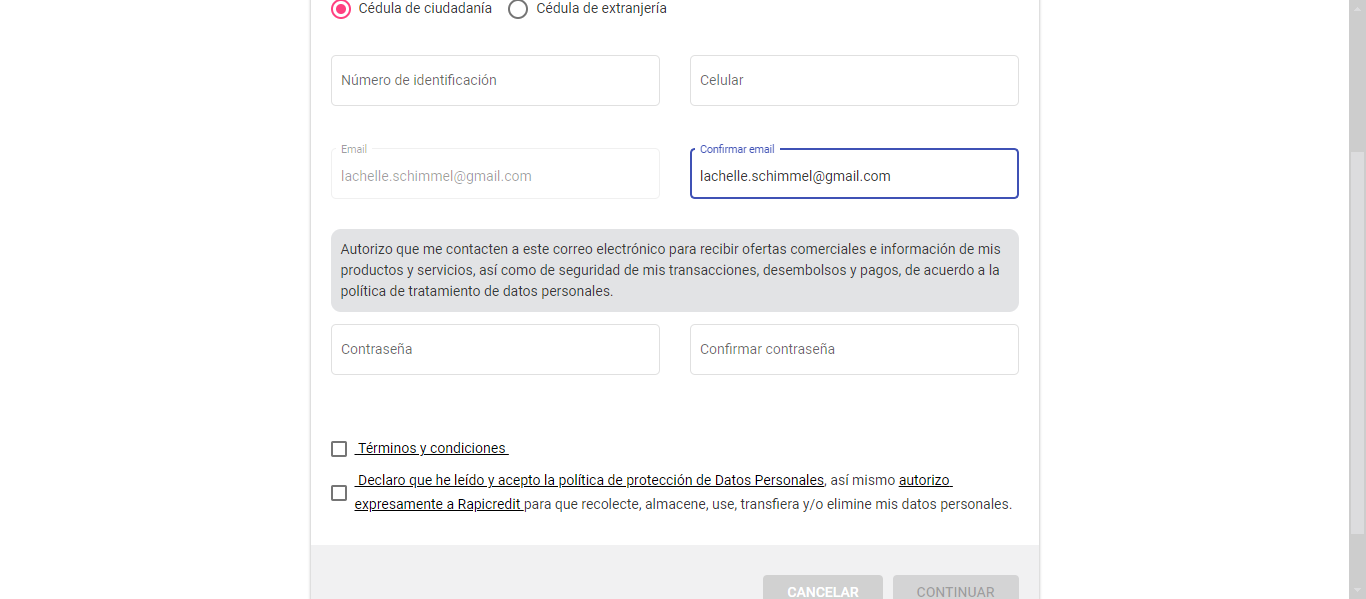 Cédula de ciudadanía
Cédula de extranjería
Número de identificación
Celular
Email
lachelle.schimmel@gmail.com
Confirmar email
lachelle.schimmel@gmail.com
Autorizo que me contacten a este correo electrónico para recibir ofertas comerciales e información de mis
productos y servicios, así como de seguridad de mis transacciones, desembolsos y pagos, de acuerdo a la
política de tratamiento de datos personales.
Contraseña
Confirmar contraseña
Términos y condiciones
Declaro que he leído y acepto la política de protección de Datos Personales, así mismo autorizo
expresamente a Rapicredit para que recolecte, almacene, use, transfiera y/o elimine mis datos personales.
CANCELAR
CONTINUAR